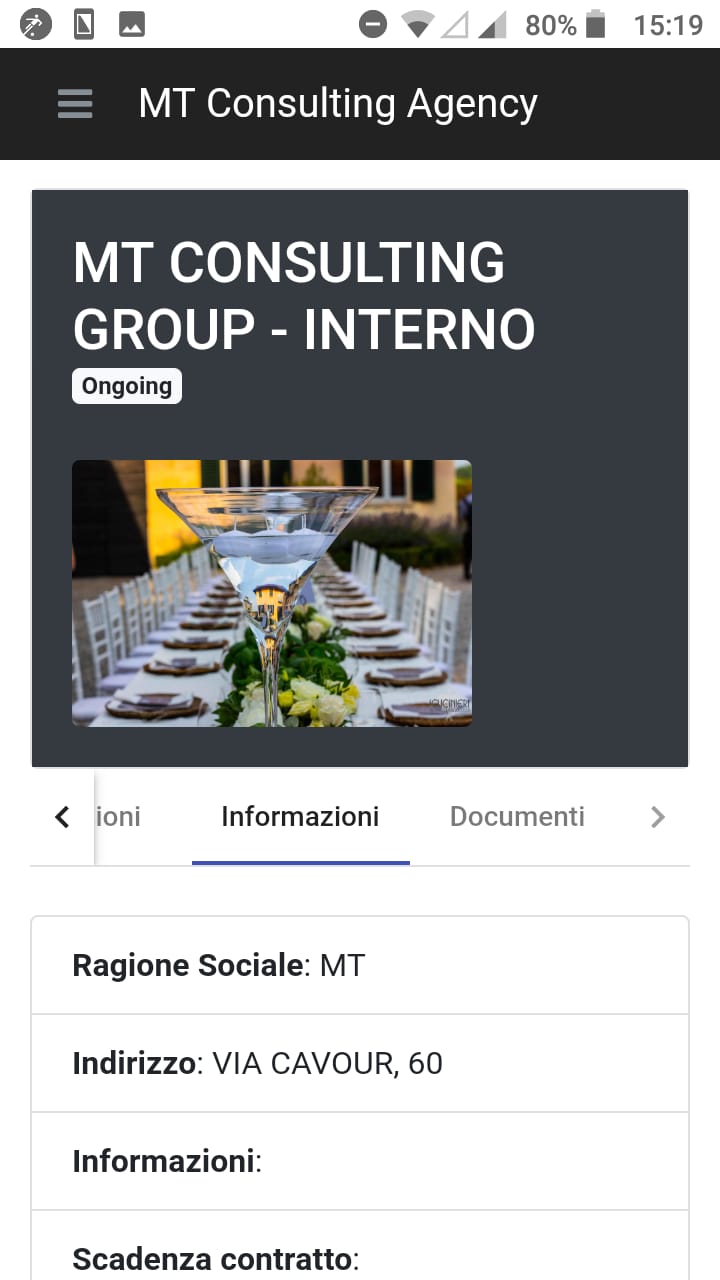 80% 15:19
MT Consulting Agency
MT CONSULTING
GROUP - INTERNO
Ongoing
ioni Informazioni Documenti
Ragione Sociale: MT
Indirizzo: VIA CAVOUR, 60
Informazioni:
Scadenza contratto: